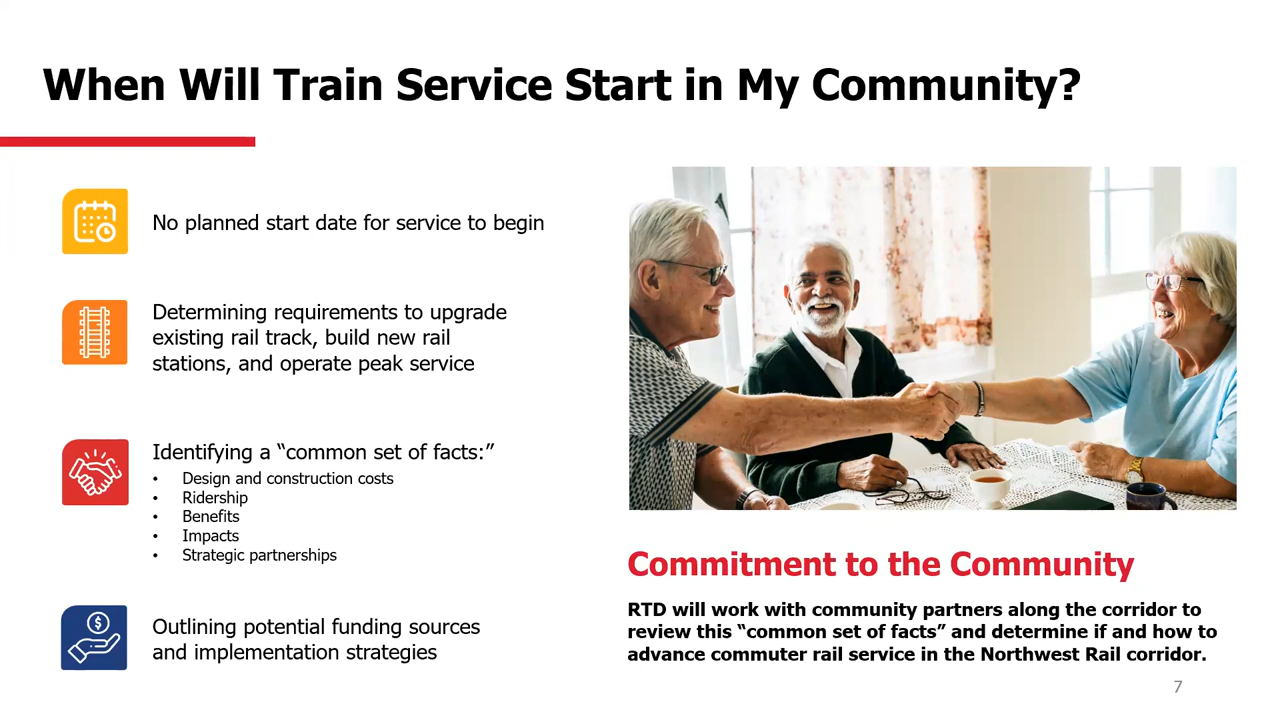 When Will Train Service Start in My Community?
No planned start date for service to begin
Determining requirements to upgrade
existing rail track, build new rail
stations, and operate peak service
Identifying a “common set of facts:”
• Design and construction costs
• Ridership
• Benefits
• Impacts
• Strategic partnerships
$
Outlining potential funding sources
and implementation strategies
Commitment to the Community
RTD will work with community partners along the corridor to
review this “common set of facts” and determine if and how to
advance commuter rail service in the Northwest Rail corridor.
7